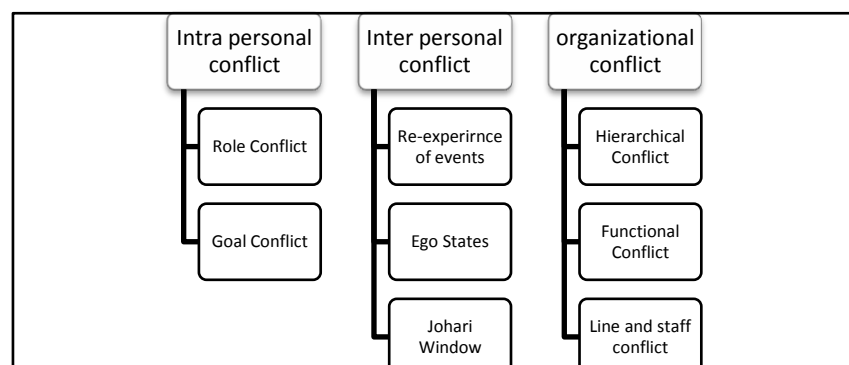 Intra personal
conflict
Role Conflict
Goal Conflict
Inter personal
conflict
Re-experirnce
of events
Ego States
Johari
Window
organizational
conflict
Hierarchical
Conflict
Functional
Conflict
Line and staff
conflict